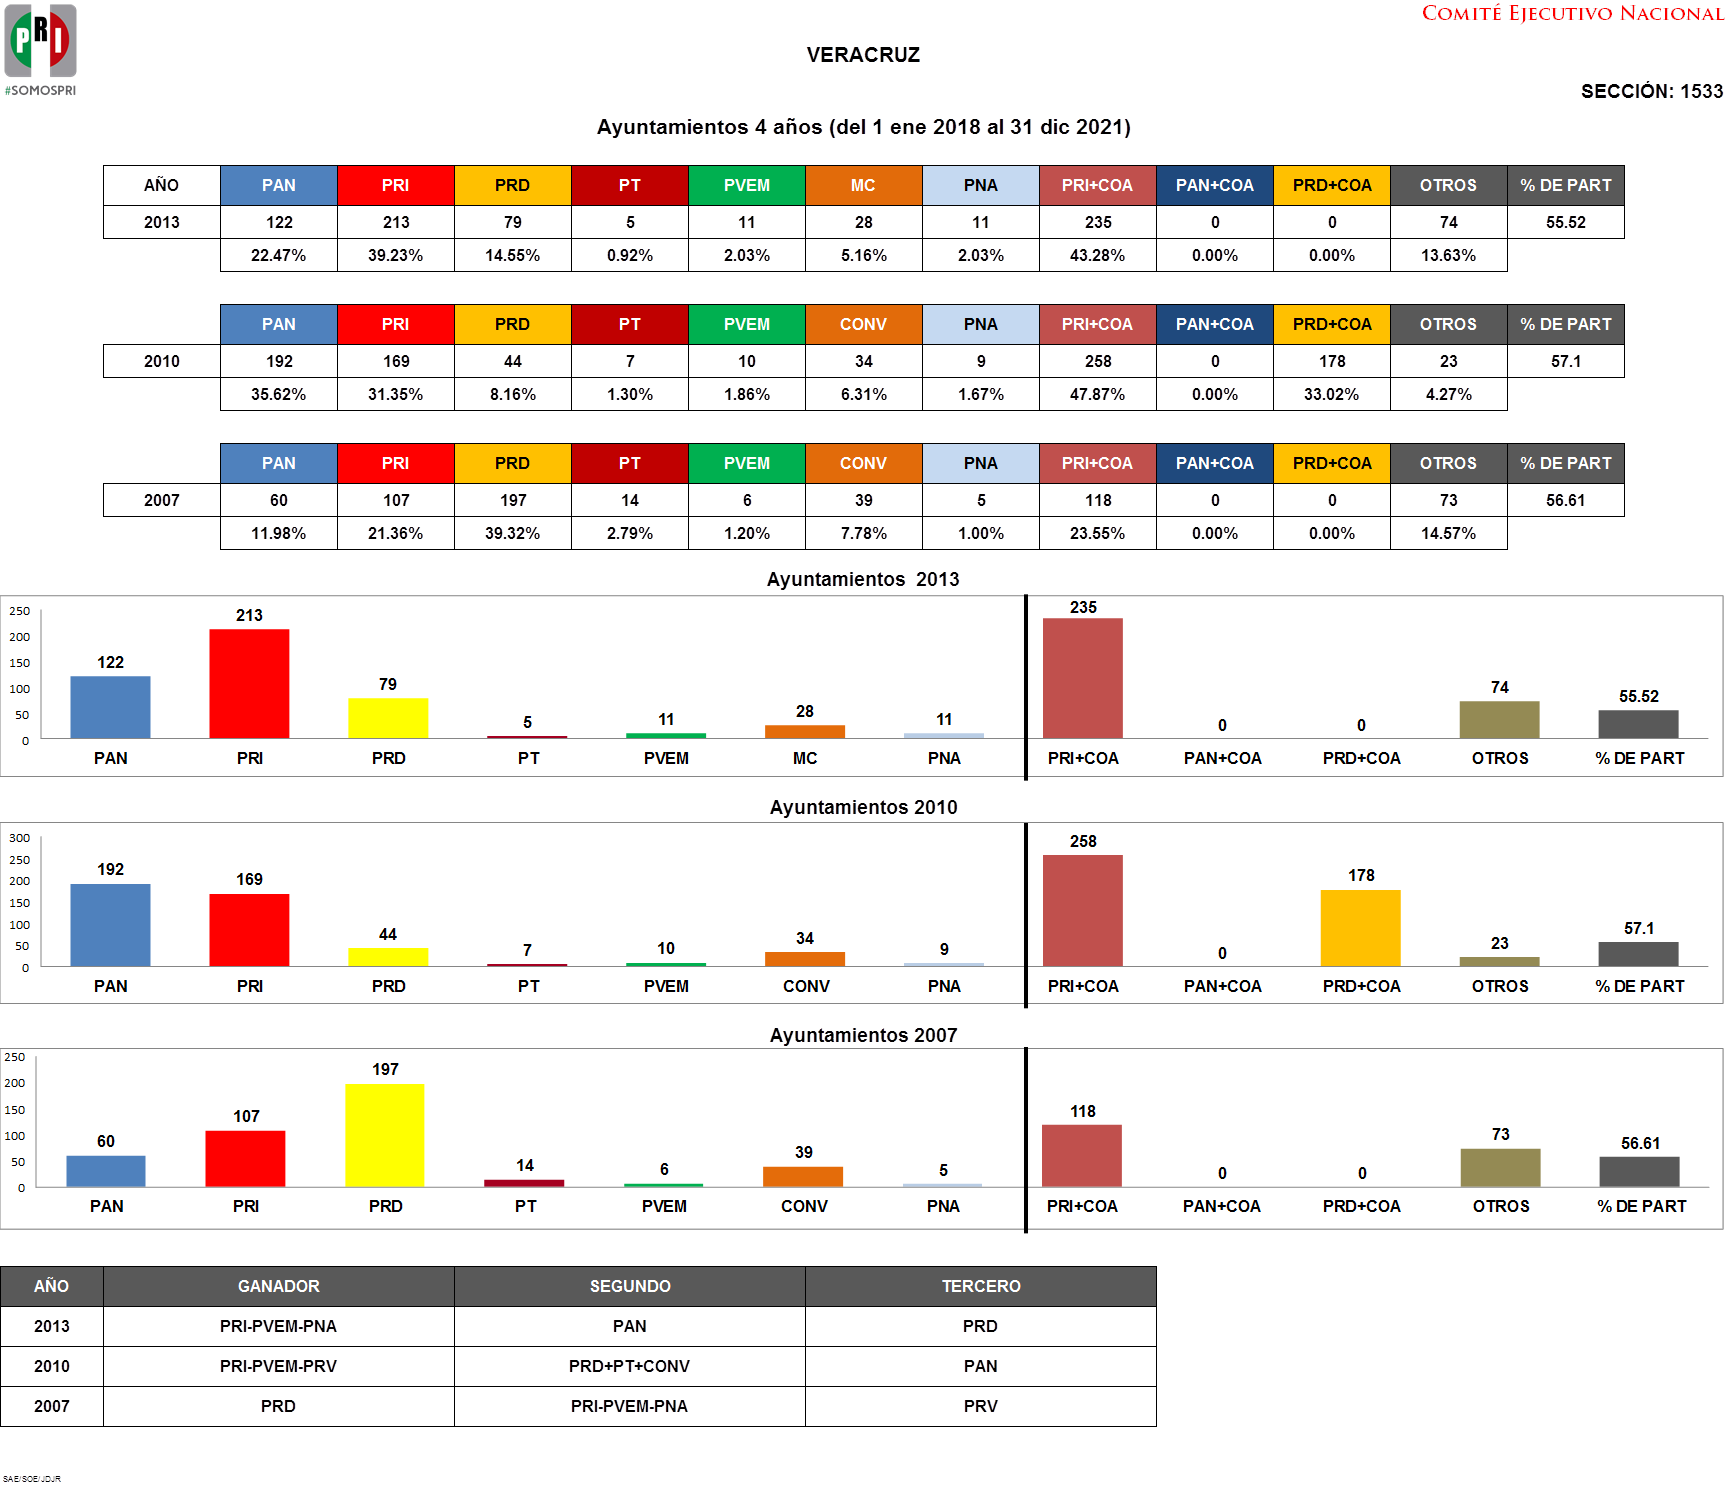 PRI
#SOMOSPRI
COMITÉ EJECUTIVO NACIONAL
VERACRUZ
SECCIÓN: 1533
Ayuntamientos 4 años (del 1 ene 2018 al 31 dic 2021)
AÑO PAN PRI PRD PT PVEM MC PNA PRI+COA PAN+COA PRD+COA OTROS % DE PART
2013 122 213 79 5 11 28 11 235 0 0 74 55.52
22.47% 39.23% 14.55% 0.92% 2.03% 5.16% 2.03% 43.28% 0.00% 0.00% 13.63%
PAN PRI PRD PT PVEM CONV PNA PRI+COA PAN+COA PRD+COA OTROS % DE PART
2010 192 169 44 7 10 34 9 258 0 178 23 57.1
35.62% 31.35% 8.16% 1.30% 1.86% 6.31% 1.67% 47.87% 0.00% 33.02% 4.27%
PAN PRI PRD PT PVEM CONV PNA PRI+COA PAN+COA PRD+COA OTROS % DE PART
2007 60 107 197 14 6 39 5 118 0 0 73 56.61
11.98% 21.36% 39.32% 2.79% 1.20% 7.78% 1.00% 23.55% 0.00% 0.00% 14.57%
Ayuntamientos 2013
250
200
150
100
50
0
122 213 79 5 11 28 11 235 0 0 74 55.52
PAN PRI PRD PT PVEM MC PNA PRI+COA PAN+COA PRD+COA OTROS % DE PART
Ayuntamientos 2010
300
250
200
150
100
50
0
192 169 44 7 10 34 9 258 0 178 23 57.1
PAN PRI PRD PT PVEM CONV PNA PRI+COA PAN+COA PRD+COA OTROS % DE PART
Ayuntamientos 2007
250
200
150
100
50
0
60 107 197 14 6 39 5 118 0 0 73 56.61
PAN PRI PRD PT PVEM CONV PNA PRI+COA PAN+COA PRD+COA OTROS % DE PART
AÑO GANADOR SEGUNDO TERCERO
2013 PRI-PVEM-PNA PAN PRD
2010 PRI-PVEM-PRV PRD+PT+CONV PAN
2007 PRD PRI-PVEM-PNA PRV
SAE/SOE/JDJR